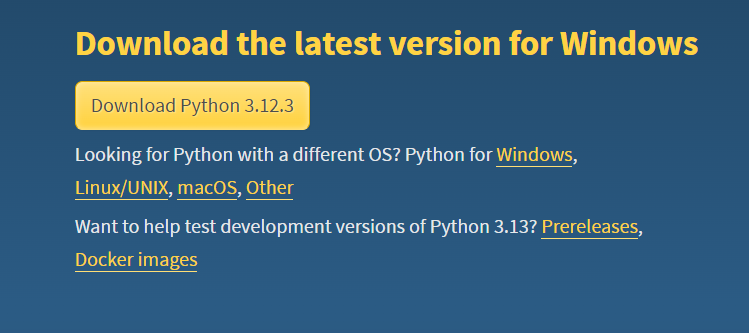 Download the latest version for Windows
Download Python 3.12.3
Looking for Python with a different OS? Python for Windows,
Linux/UNIX, macOS, Other
Want to help test development versions of Python 3.13? Prereleases,
Docker images